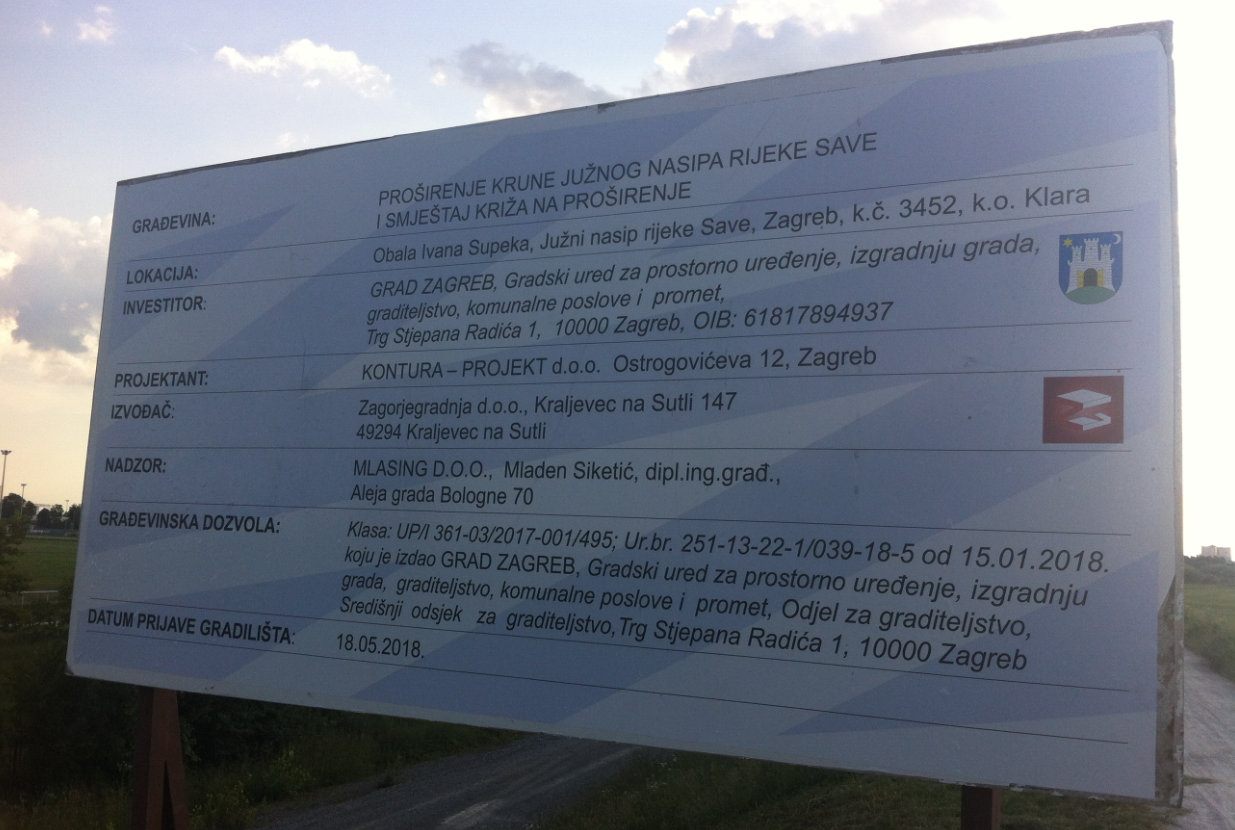 GRAĐEVINA: PROŠIRENJE KRUNE JUŽNOG NASIPA RIJEKE SAVE
I SMJEŠTAJ KRIŽA NA PROŠIRENJE
LOKACIJA: Obala Ivana Supeka, Južni nasip rijeke Save, Zagreb, k.č. 3452, k.o. Klara
INVESTITOR: GRAD ZAGREB, Gradski ured za prostorno uređenje, izgradnju grada,
graditeljstvo, komunalne poslove i promet,
Trg Stjepana Radića 1, 10000 Zagreb, OIB: 61817894937
PROJEKTANT: KONTURA – PROJEKT d.o.o. Ostrogovićeva 12, Zagreb
IZVOĐAČ: Zagorjegradnja d.o.o., Kraljevec na Sutli 147
49294 Kraljevec na Sutli
NADZOR: MLASING D.O.O., Mladen Siketić, dipl.ing.građ.,
Aleja grada Bologne 70
GRAĐEVINSKA DOZVOLA: Klasa: UP/I 361-03/2017-001/495; Ur.br. 251-13-22-1/039-18-5 od 15.01.2018.
koju je izdao GRAD ZAGREB, Gradski ured za prostorno uređenje, izgradnju
grada, graditeljstvo, komunalne poslove i promet, Odjel za graditeljstvo,
Središnji odsjek za graditeljstvo, Trg Stjepana Radića 1, 10000 Zagreb
DATUM PRIJAVE GRADILIŠTA: 18.05.2018.